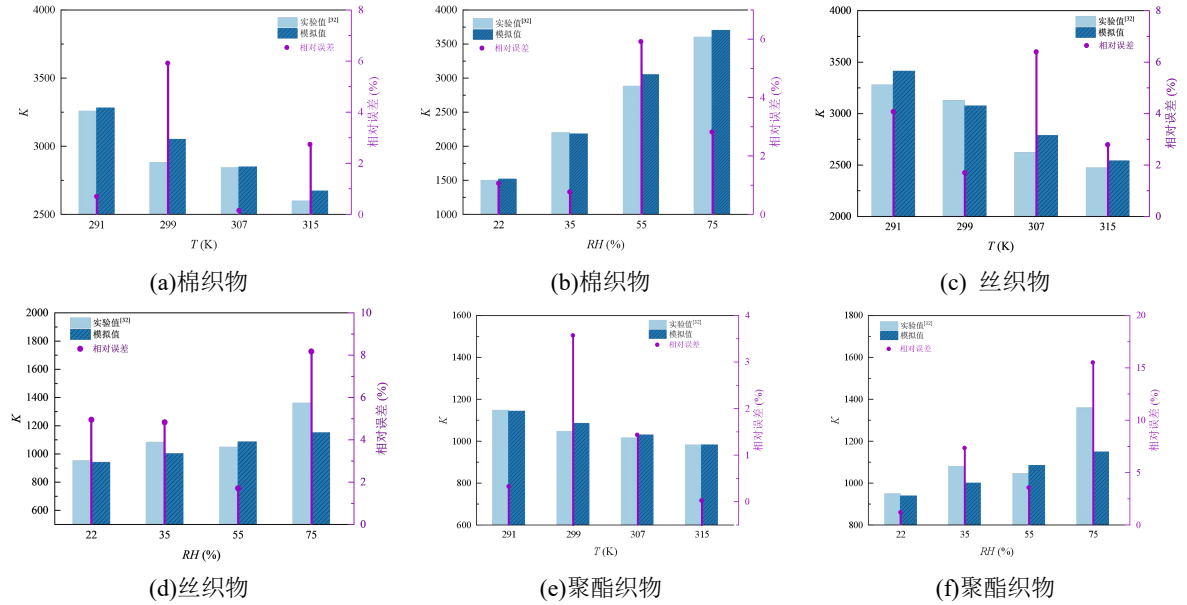 4000
3500
3000
2500
K
291
299
307
315
T (K)
8
6
4
2
0
相对误差 (%)
实验值[32]
模拟值
相对误差
(a)棉织物
4000
3500
3000
2500
2000
1500
1000
K
22
35
55
75
RH (%)
6
4
2
0
相对误差 (%)
实验值[32]
模拟值
相对误差
(b)棉织物
4000
3500
3000
2500
2000
K
291
299
307
315
T (K)
8
6
4
2
0
相对误差 (%)
实验值[32]
模拟值
相对误差
(c) 丝织物
2000
1800
1600
1400
1200
1000
800
600
K
22
35
55
75
RH (%)
10
8
6
4
2
0
相对误差 (%)
实验值[32]
模拟值
相对误差
(d)丝织物
1600
1400
1200
1000
800
600
K
291
299
307
315
T (K)
4
3
2
1
0
相对误差 (%)
实验值[32]
模拟值
相对误差
(e)聚酯织物
1800
1600
1400
1200
1000
800
K
22
35
55
75
RH (%)
20
15
10
5
0
相对误差 (%)
实验值[32]
模拟值
相对误差
(f)聚酯织物